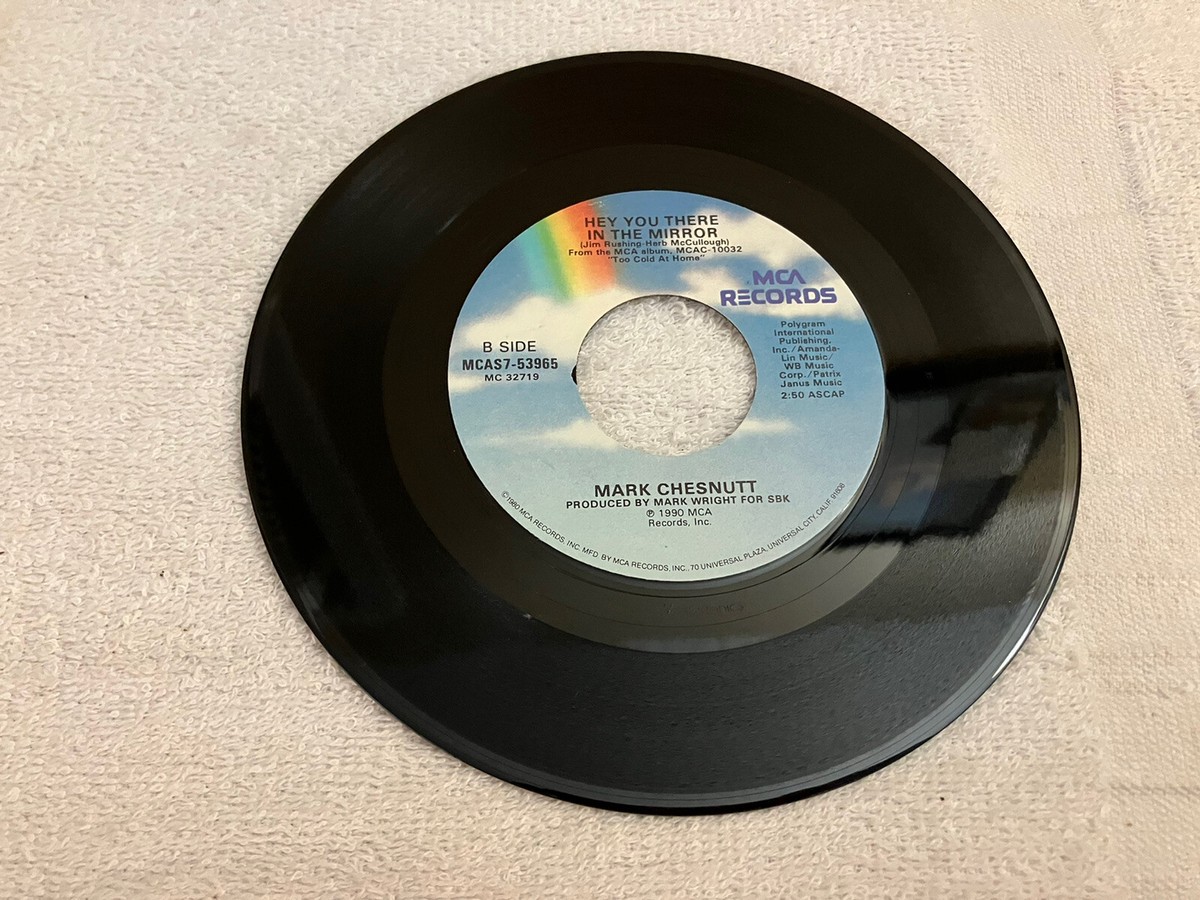 HEY YOU THERE
IN THE MIRROR
(Jim Rushing-Herb McCullough)
From the MCA album, MCAC-10032
"Too Cold At Home"
MCA
RECORDS
B SIDE
MCAS7-53965
MC 32719
Polygram
International
Publishing,
Inc./Amanda-
Lin Music/
WB Music
Corp./Patrix
Janus Music
2:50 ASCAP
MARK CHESNUTT
PRODUCED BY MARK WRIGHT FOR SBK
℗ 1990 MCA
Records, Inc.
©1980 MCA RECORDS, INC. MFD BY MCA RECORDS, INC., 70 UNIVERSAL PLAZA, UNIVERSAL CITY, CALIF. 91608